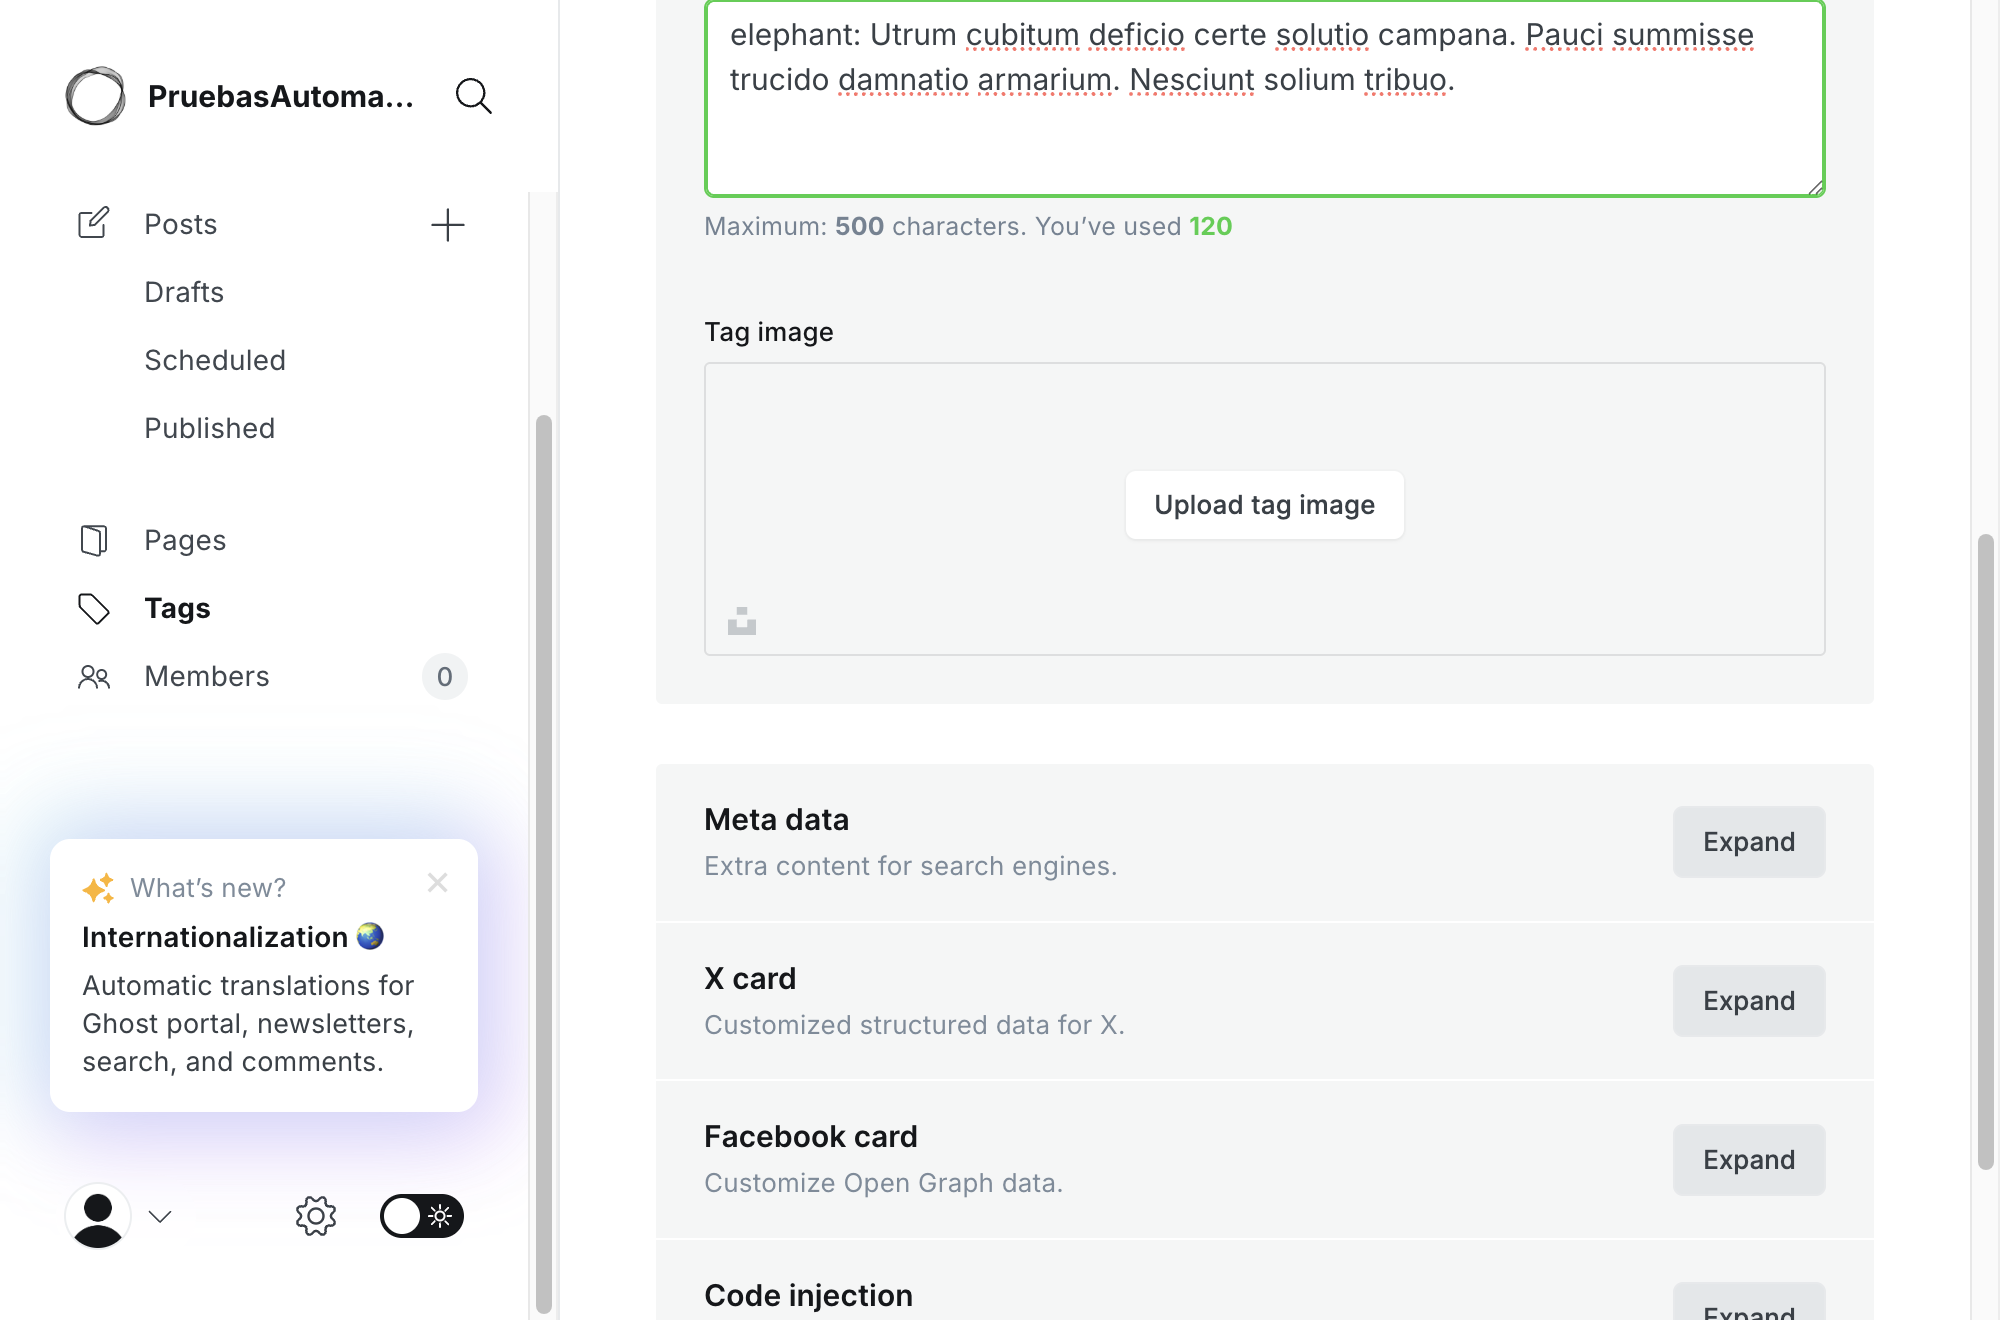 PruebasAutoma...
Posts
Drafts
Scheduled
Published
Pages
Tags
Members
0
What’s new?
Internationalization
Automatic translations for
Ghost portal, newsletters,
search, and comments.
elephant: Utrum cubitum deficio certe solutio campana. Pauci summisse
trucido damnatio armarium. Nesciunt solium tribuo.
Maximum: 500 characters. You’ve used 120
Tag image
Upload tag image
Meta data
Extra content for search engines.
Expand
X card
Customized structured data for X.
Expand
Facebook card
Customize Open Graph data.
Expand
Code injection
Expand